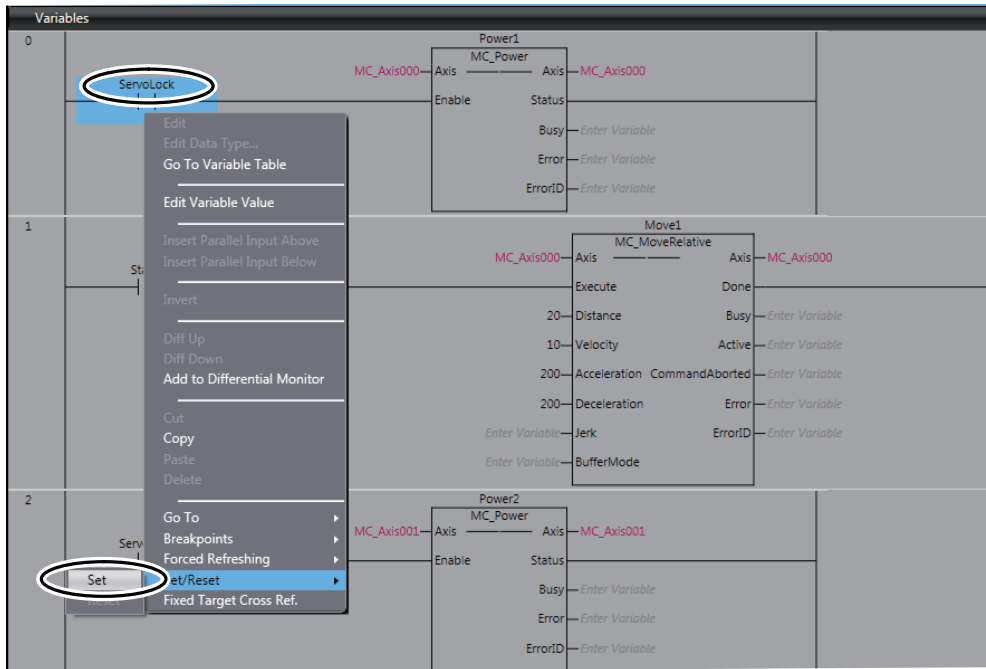 Variables
0
Power1
MC_Power
MC_Axis000 Axis Axis MC_Axis000
ServoLock
Enable Status
Edit
Busy Enter Variable
Edit Data Type...
Go To Variable Table
Error Enter Variable
ErrorID Enter Variable
Edit Variable Value
1
Move1
Insert Parallel Input Above
MC_MoveRelative
MC_Axis000 Axis Axis MC_Axis000
Insert Parallel Input Below
Execute Done
Invert
20 Distance Busy Enter Variable
Diff Up
10 Velocity Active Enter Variable
Diff Down
Add to Differential Monitor
200 Acceleration CommandAborted Enter Variable
200 Deceleration Error Enter Variable
Cut
Copy
Enter Variable Jerk ErrorID Enter Variable
Paste
Enter Variable BufferMode
Delete
2
Power2
Go To
MC_Power
MC_Axis001 Axis Axis MC_Axis001
Breakpoints
Forced Refreshing
Enable Status
Set
et/Reset
Busy Enter Variable
Reset
Fixed Target Cross Ref.
Error Enter Variable
ErrorID Enter Variable